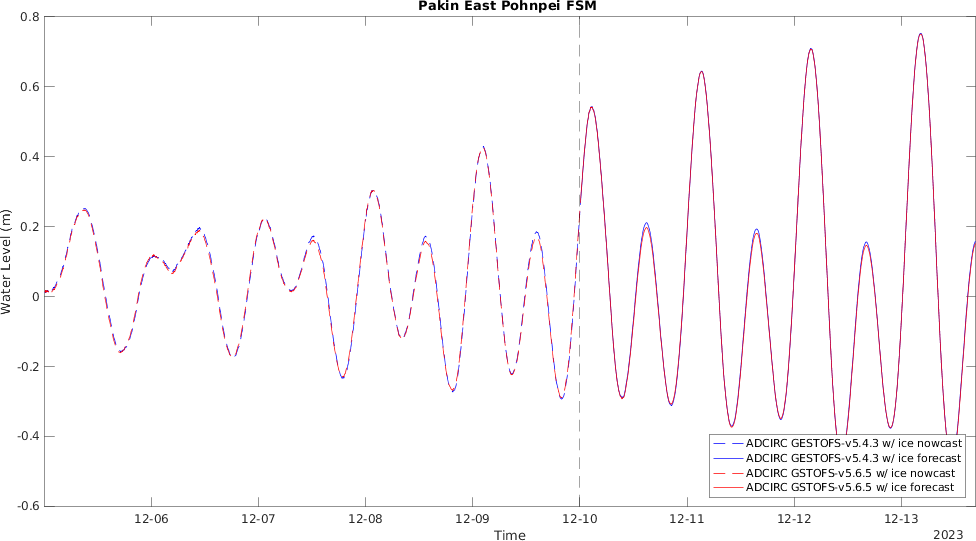 Pakin East Pohnpei FSM
0.8
0.6
0.4
0.2
0
-0.2
-0.4
-0.6
Water Level (m)
ADCIRC GESTOFS-v5.4.3 w/ ice nowcast
ADCIRC GESTOFS-v5.4.3 w/ ice forecast
ADCIRC GSTOFS-v5.6.5 w/ ice nowcast
ADCIRC GSTOFS-v5.6.5 w/ ice forecast
12-06 12-07 12-08 12-09 12-10 12-11 12-12 12-13
Time
2023